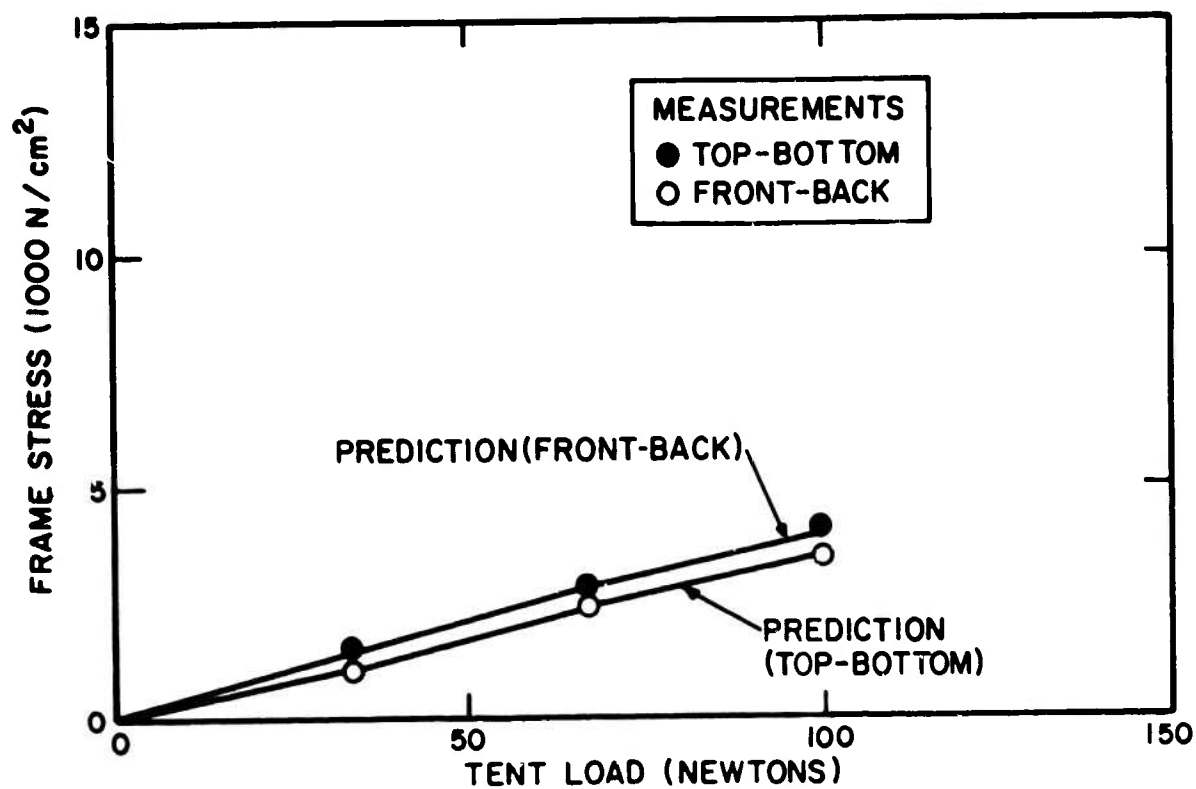 15
MEASUREMENTS
● TOP-BOTTOM
○ FRONT-BACK
10
FRAME STRESS (1000 N/cm²)
PREDICTION (FRONT-BACK)
5
PREDICTION
(TOP-BOTTOM)
0
0
50
100
150
TENT LOAD (NEWTONS)